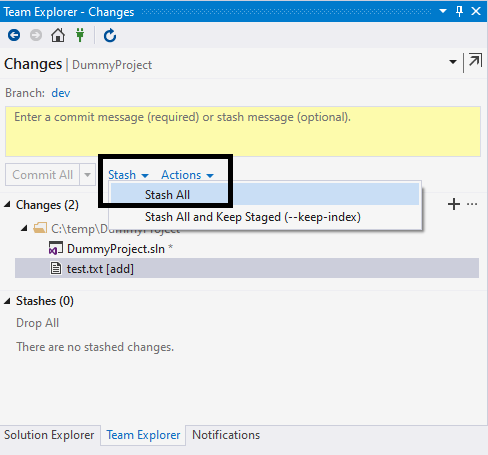 Team Explorer - Changes
Changes | DummyProject
Branch: dev
Enter a commit message (required) or stash message (optional).
Commit All Stash Actions
Stash All
Stash All and Keep Staged (--keep-index)
Changes (2)
C:\temp\DummyProject
DummyProject.sln *
test.txt [add]
Stashes (0)
Drop All
There are no stashed changes.
Solution Explorer Team Explorer Notifications